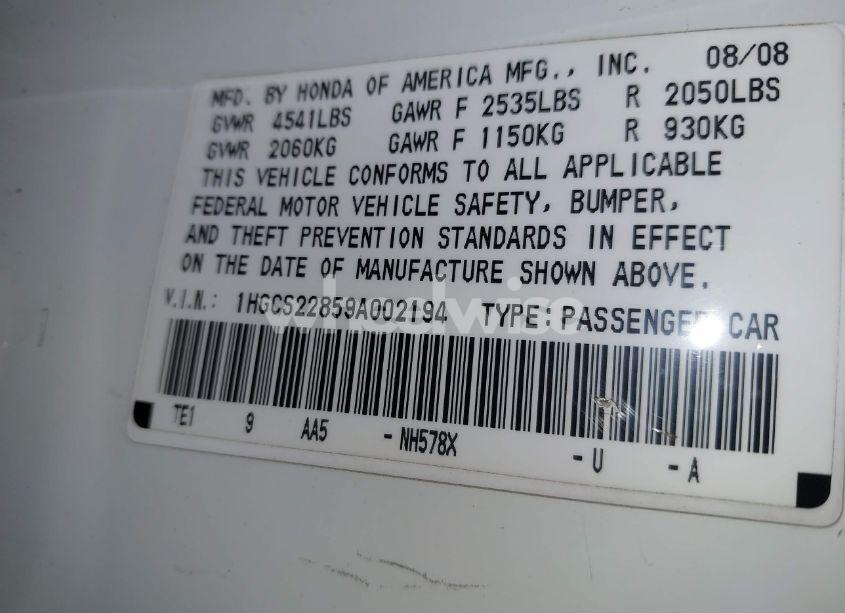 MFD. BY HONDA OF AMERICA MFG., INC. 08/08
GVWR 4541LBS GAWR F 2535LBS R 2050LBS
GVWR 2060KG GAWR F 1150KG R 930KG
THIS VEHICLE CONFORMS TO ALL APPLICABLE
FEDERAL MOTOR VEHICLE SAFETY, BUMPER,
AND THEFT PREVENTION STANDARDS IN EFFECT
ON THE DATE OF MANUFACTURE SHOWN ABOVE.
V.I.N.: 1HGCS22859A002194 TYPE: PASSENGER CAR
wheelwise
TE1 9 AA5 - NH578X - U - A